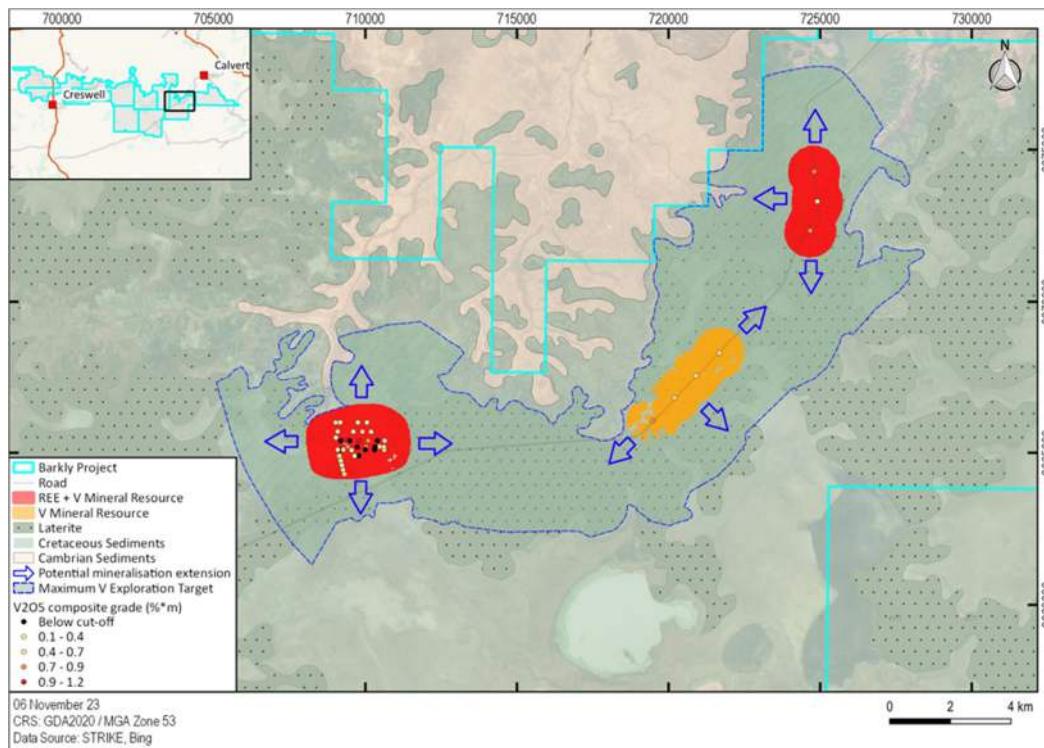 700000 705000 710000 715000 720000 725000 730000
Calvert
Creswell
N
Barkly Project
Road
REE + V Mineral Resource
V Mineral Resource
Laterite
Cretaceous Sediments
Cambrian Sediments
Potential mineralisation extension
Maximum V Exploration Target
V2O5 composite grade (%*m)
Below cut-off
0.1 - 0.4
0.4 - 0.7
0.7 - 0.9
0.9 - 1.2
06 November 23
CRS: GDA2020 / MGA Zone 53
Data Source: STRIKE, Bing
0 2 4 km